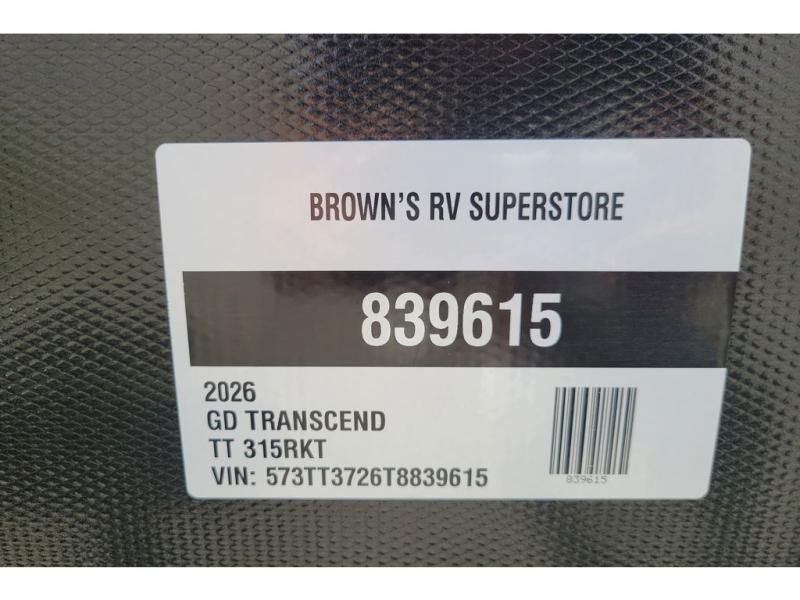 BROWN'S RV SUPERSTORE
839615
2026
GD TRANSCEND
TT 315RKT
VIN: 573TT3726T8839615
839615